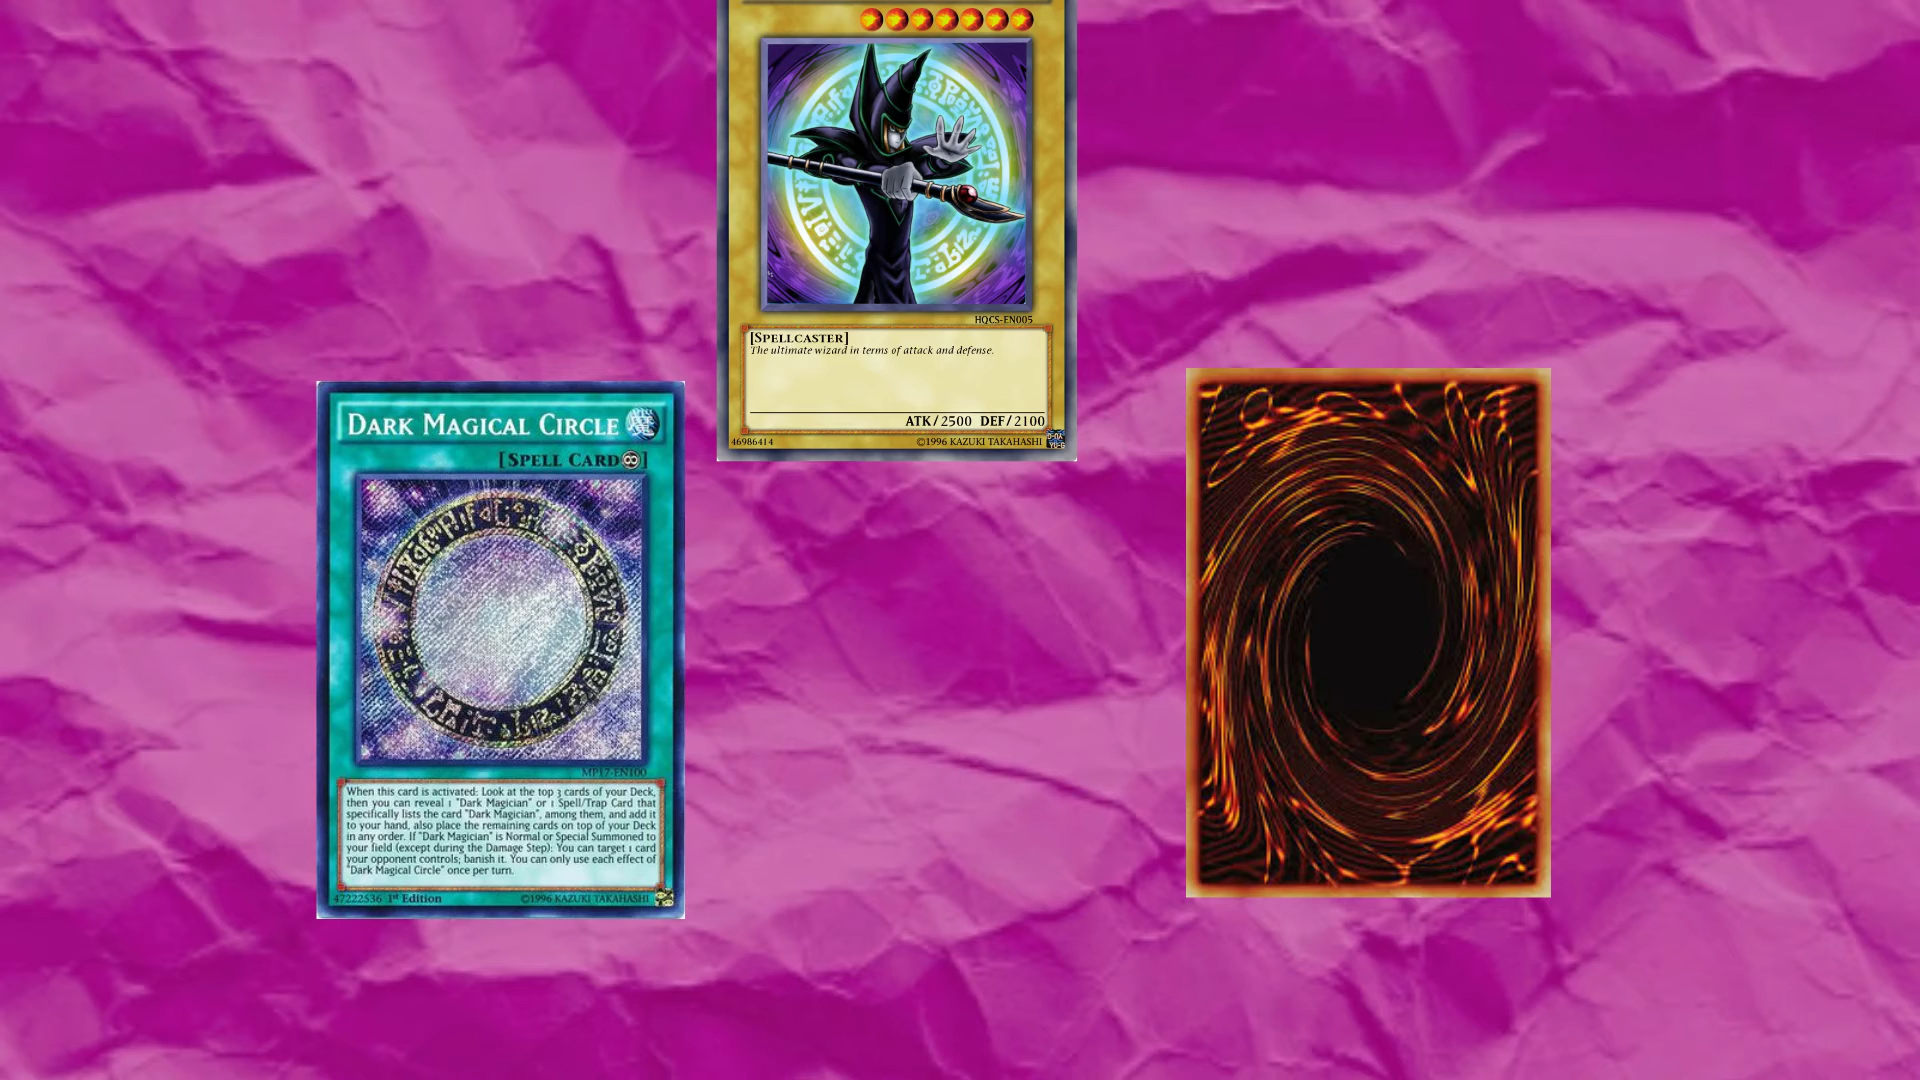 HQCS-EN005
[SPELLCASTER]
The ultimate wizard in terms of attack and defense.
ATK/2500 DEF/2100
46986414
©1996 KAZUKI TAKAHASHI
DARK MAGICAL CIRCLE
[SPELL CARD]
MP17-EN100
When this card is activated: Look at the top 3 cards of your Deck,
then you can reveal 1 "Dark Magician" or 1 Spell/Trap Card that
specifically lists the card "Dark Magician", among them, and add it
to your hand, also place the remaining cards on top of your Deck
in any order. If "Dark Magician" is Normal or Special Summoned to
your field (except during the Damage Step): You can target 1 card
your opponent controls; banish it. You can only use each effect of
"Dark Magical Circle" once per turn.
47222536 1st Edition
©1996 KAZUKI TAKAHASHI